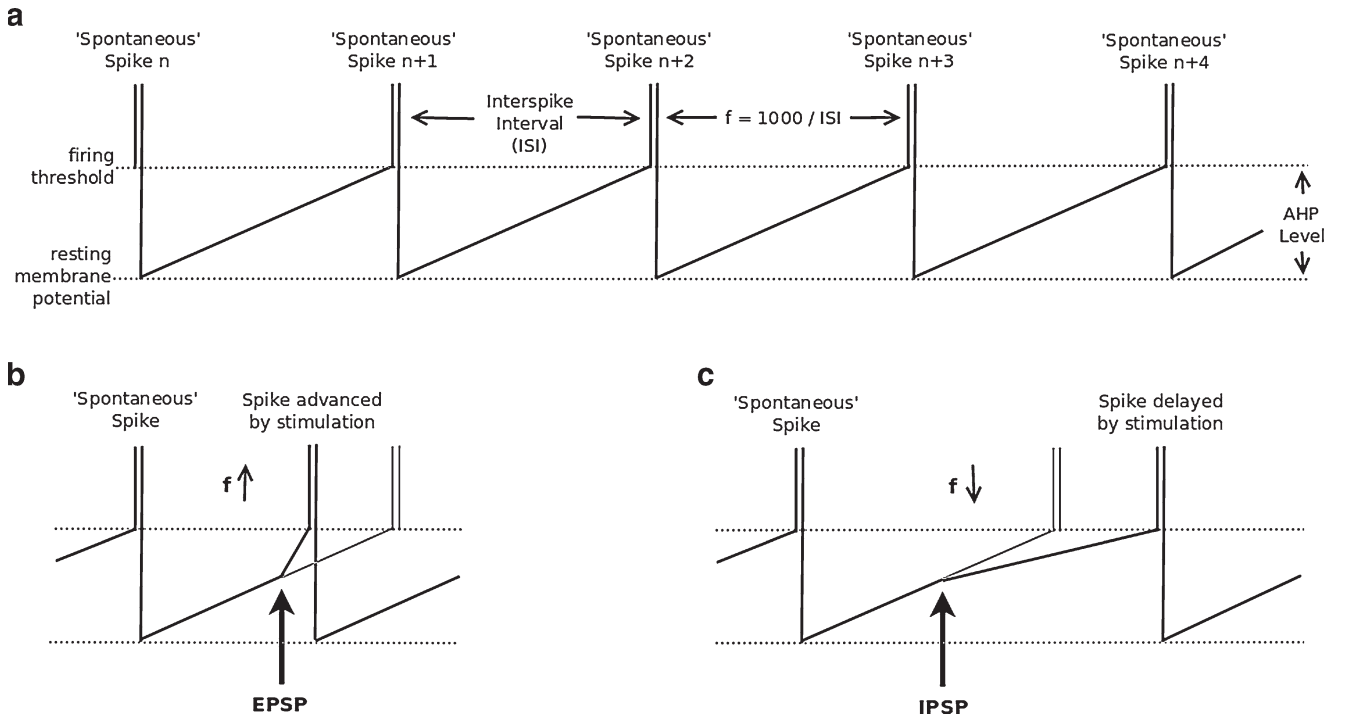 a
'Spontaneous'
Spike n
'Spontaneous'
Spike n+1
'Spontaneous'
Spike n+2
'Spontaneous'
Spike n+3
'Spontaneous'
Spike n+4
Interspike
Interval
(ISI)
f = 1000 / ISI
firing
threshold
AHP
Level
resting
membrane
potential
b
'Spontaneous'
Spike
Spike advanced
by stimulation
f
EPSP
c
'Spontaneous'
Spike
Spike delayed
by stimulation
f
IPSP